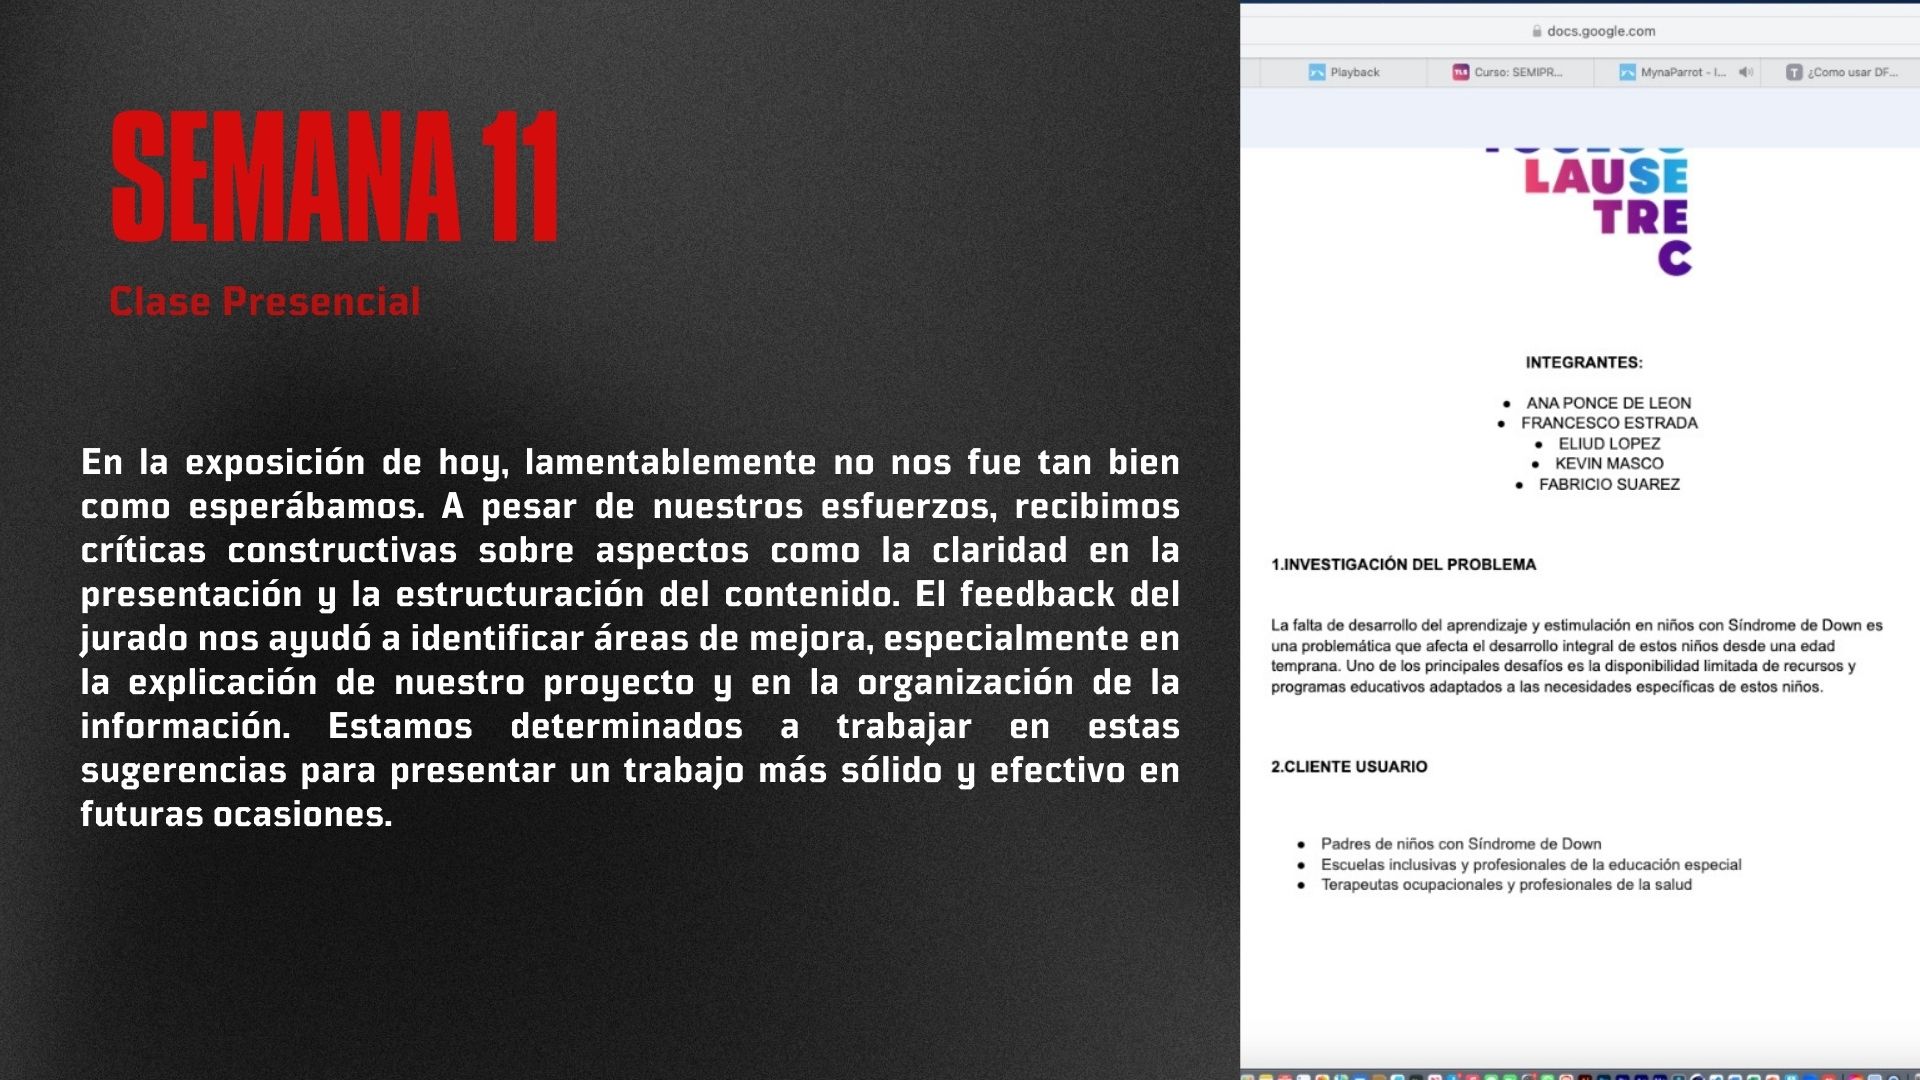 SEMANA 11
Clase Presencial
En la exposición de hoy, lamentablemente no nos fue tan bien
como esperábamos. A pesar de nuestros esfuerzos, recibimos
críticas constructivas sobre aspectos como la claridad en la
presentación y la estructuración del contenido. El feedback del
jurado nos ayudó a identificar áreas de mejora, especialmente en
la explicación de nuestro proyecto y en la organización de la
información. Estamos determinados a trabajar en estas
sugerencias para presentar un trabajo más sólido y efectivo en
futuras ocasiones.
docs.google.com
Playback
TLS Curso: SEMIPR...
MynaParrot - I...
T ¿Como usar DF...
LAUSE
TRE
C
INTEGRANTES:
● ANA PONCE DE LEON
● FRANCESCO ESTRADA
● ELIUD LOPEZ
● KEVIN MASCO
● FABRICIO SUAREZ
1.INVESTIGACIÓN DEL PROBLEMA
La falta de desarrollo del aprendizaje y estimulación en niños con Síndrome de Down es
una problemática que afecta el desarrollo integral de estos niños desde una edad
temprana. Uno de los principales desafíos es la disponibilidad limitada de recursos y
programas educativos adaptados a las necesidades específicas de estos niños.
2.CLIENTE USUARIO
● Padres de niños con Síndrome de Down
● Escuelas inclusivas y profesionales de la educación especial
● Terapeutas ocupacionales y profesionales de la salud